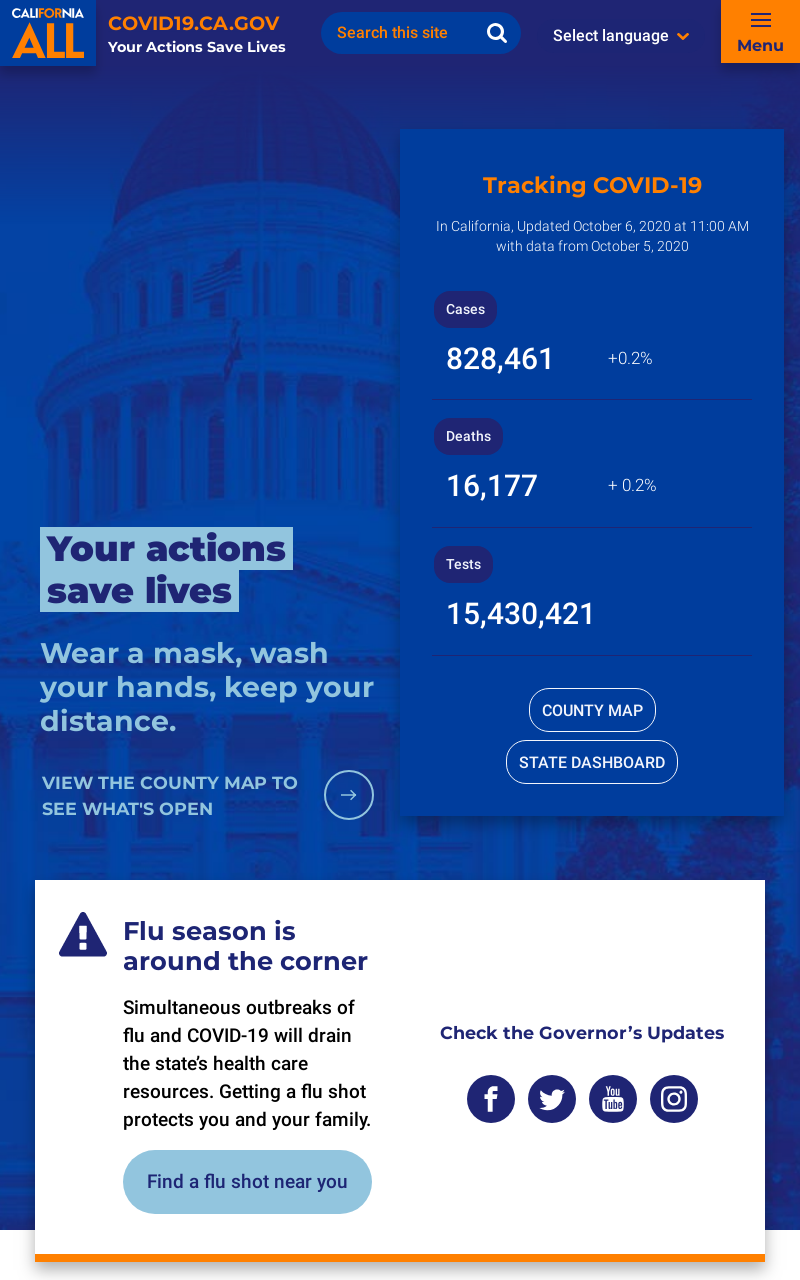 CALIFORNIA
ALL
COVID19.CA.GOV
Your Actions Save Lives
Search this site
Select language
Menu
Tracking COVID-19
In California, Updated October 6, 2020 at 11:00 AM
with data from October 5, 2020
Cases
828,461 +0.2%
Deaths
16,177 + 0.2%
Tests
15,430,421
COUNTY MAP
STATE DASHBOARD
Your actions
save lives
Wear a mask, wash
your hands, keep your
distance.
VIEW THE COUNTY MAP TO
SEE WHAT'S OPEN
Flu season is
around the corner
Simultaneous outbreaks of
flu and COVID-19 will drain
the state’s health care
resources. Getting a flu shot
protects you and your family.
Find a flu shot near you
Check the Governor’s Updates
You
Tube